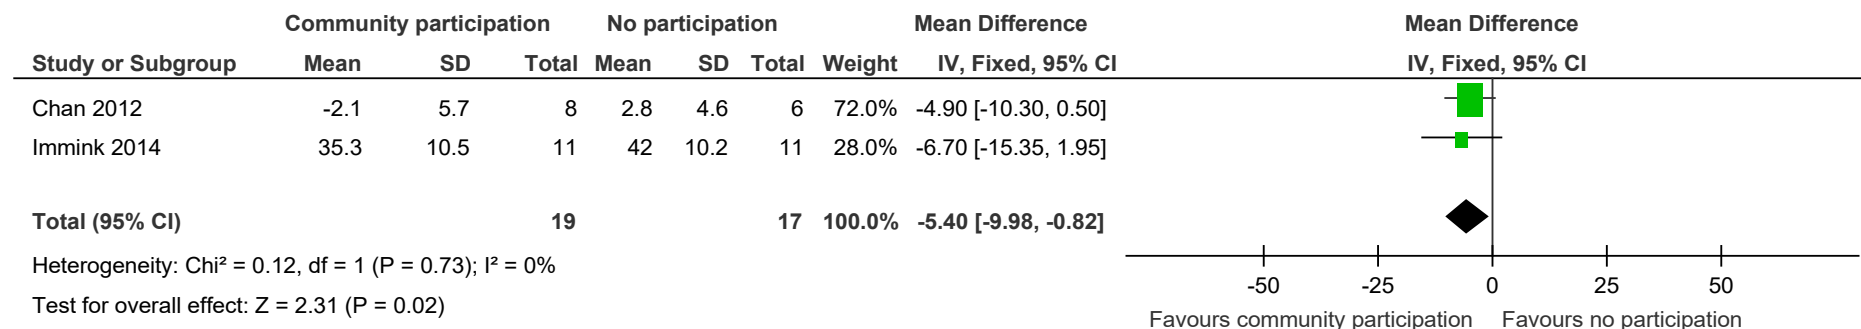 Community participation No participation Mean Difference Mean Difference
Study or Subgroup Mean SD Total Mean SD Total Weight IV, Fixed, 95% CI IV, Fixed, 95% CI
Chan 2012 -2.1 5.7 8 2.8 4.6 6 72.0% -4.90 [-10.30, 0.50]
Immink 2014 35.3 10.5 11 42 10.2 11 28.0% -6.70 [-15.35, 1.95]
Total (95% CI) 19 17 100.0% -5.40 [-9.98, -0.82]
Heterogeneity: Chi² = 0.12, df = 1 (P = 0.73); I² = 0%
Test for overall effect: Z = 2.31 (P = 0.02)
-50 -25 0 25 50
Favours community participation Favours no participation